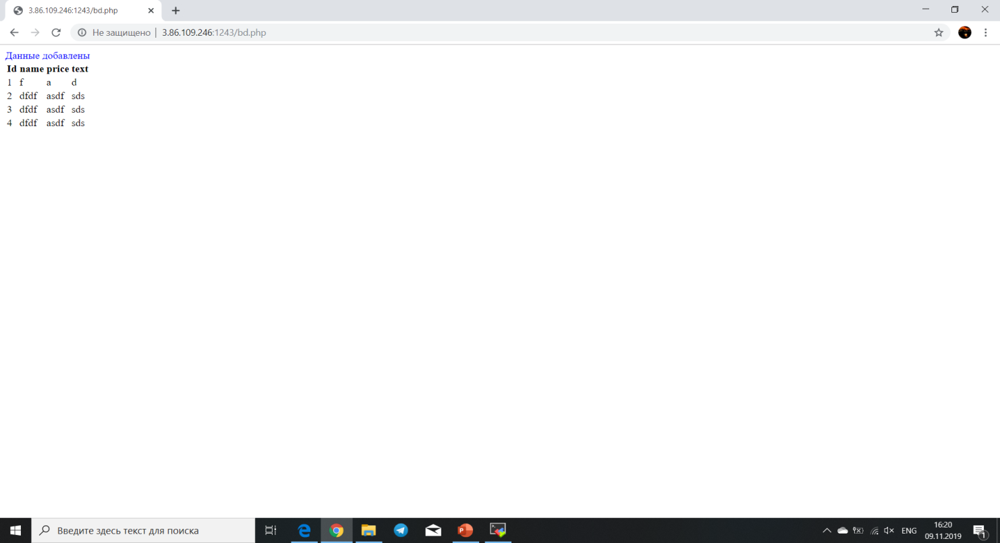 3.86.109.246:1243/bd.php
Не защищено | 3.86.109.246:1243/bd.php
Данные добавлены
Id name price text
1 f a d
2 dfdf asdf sds
3 dfdf asdf sds
4 dfdf asdf sds
Введите здесь текст для поиска
ENG
16:20
09.11.2019
1